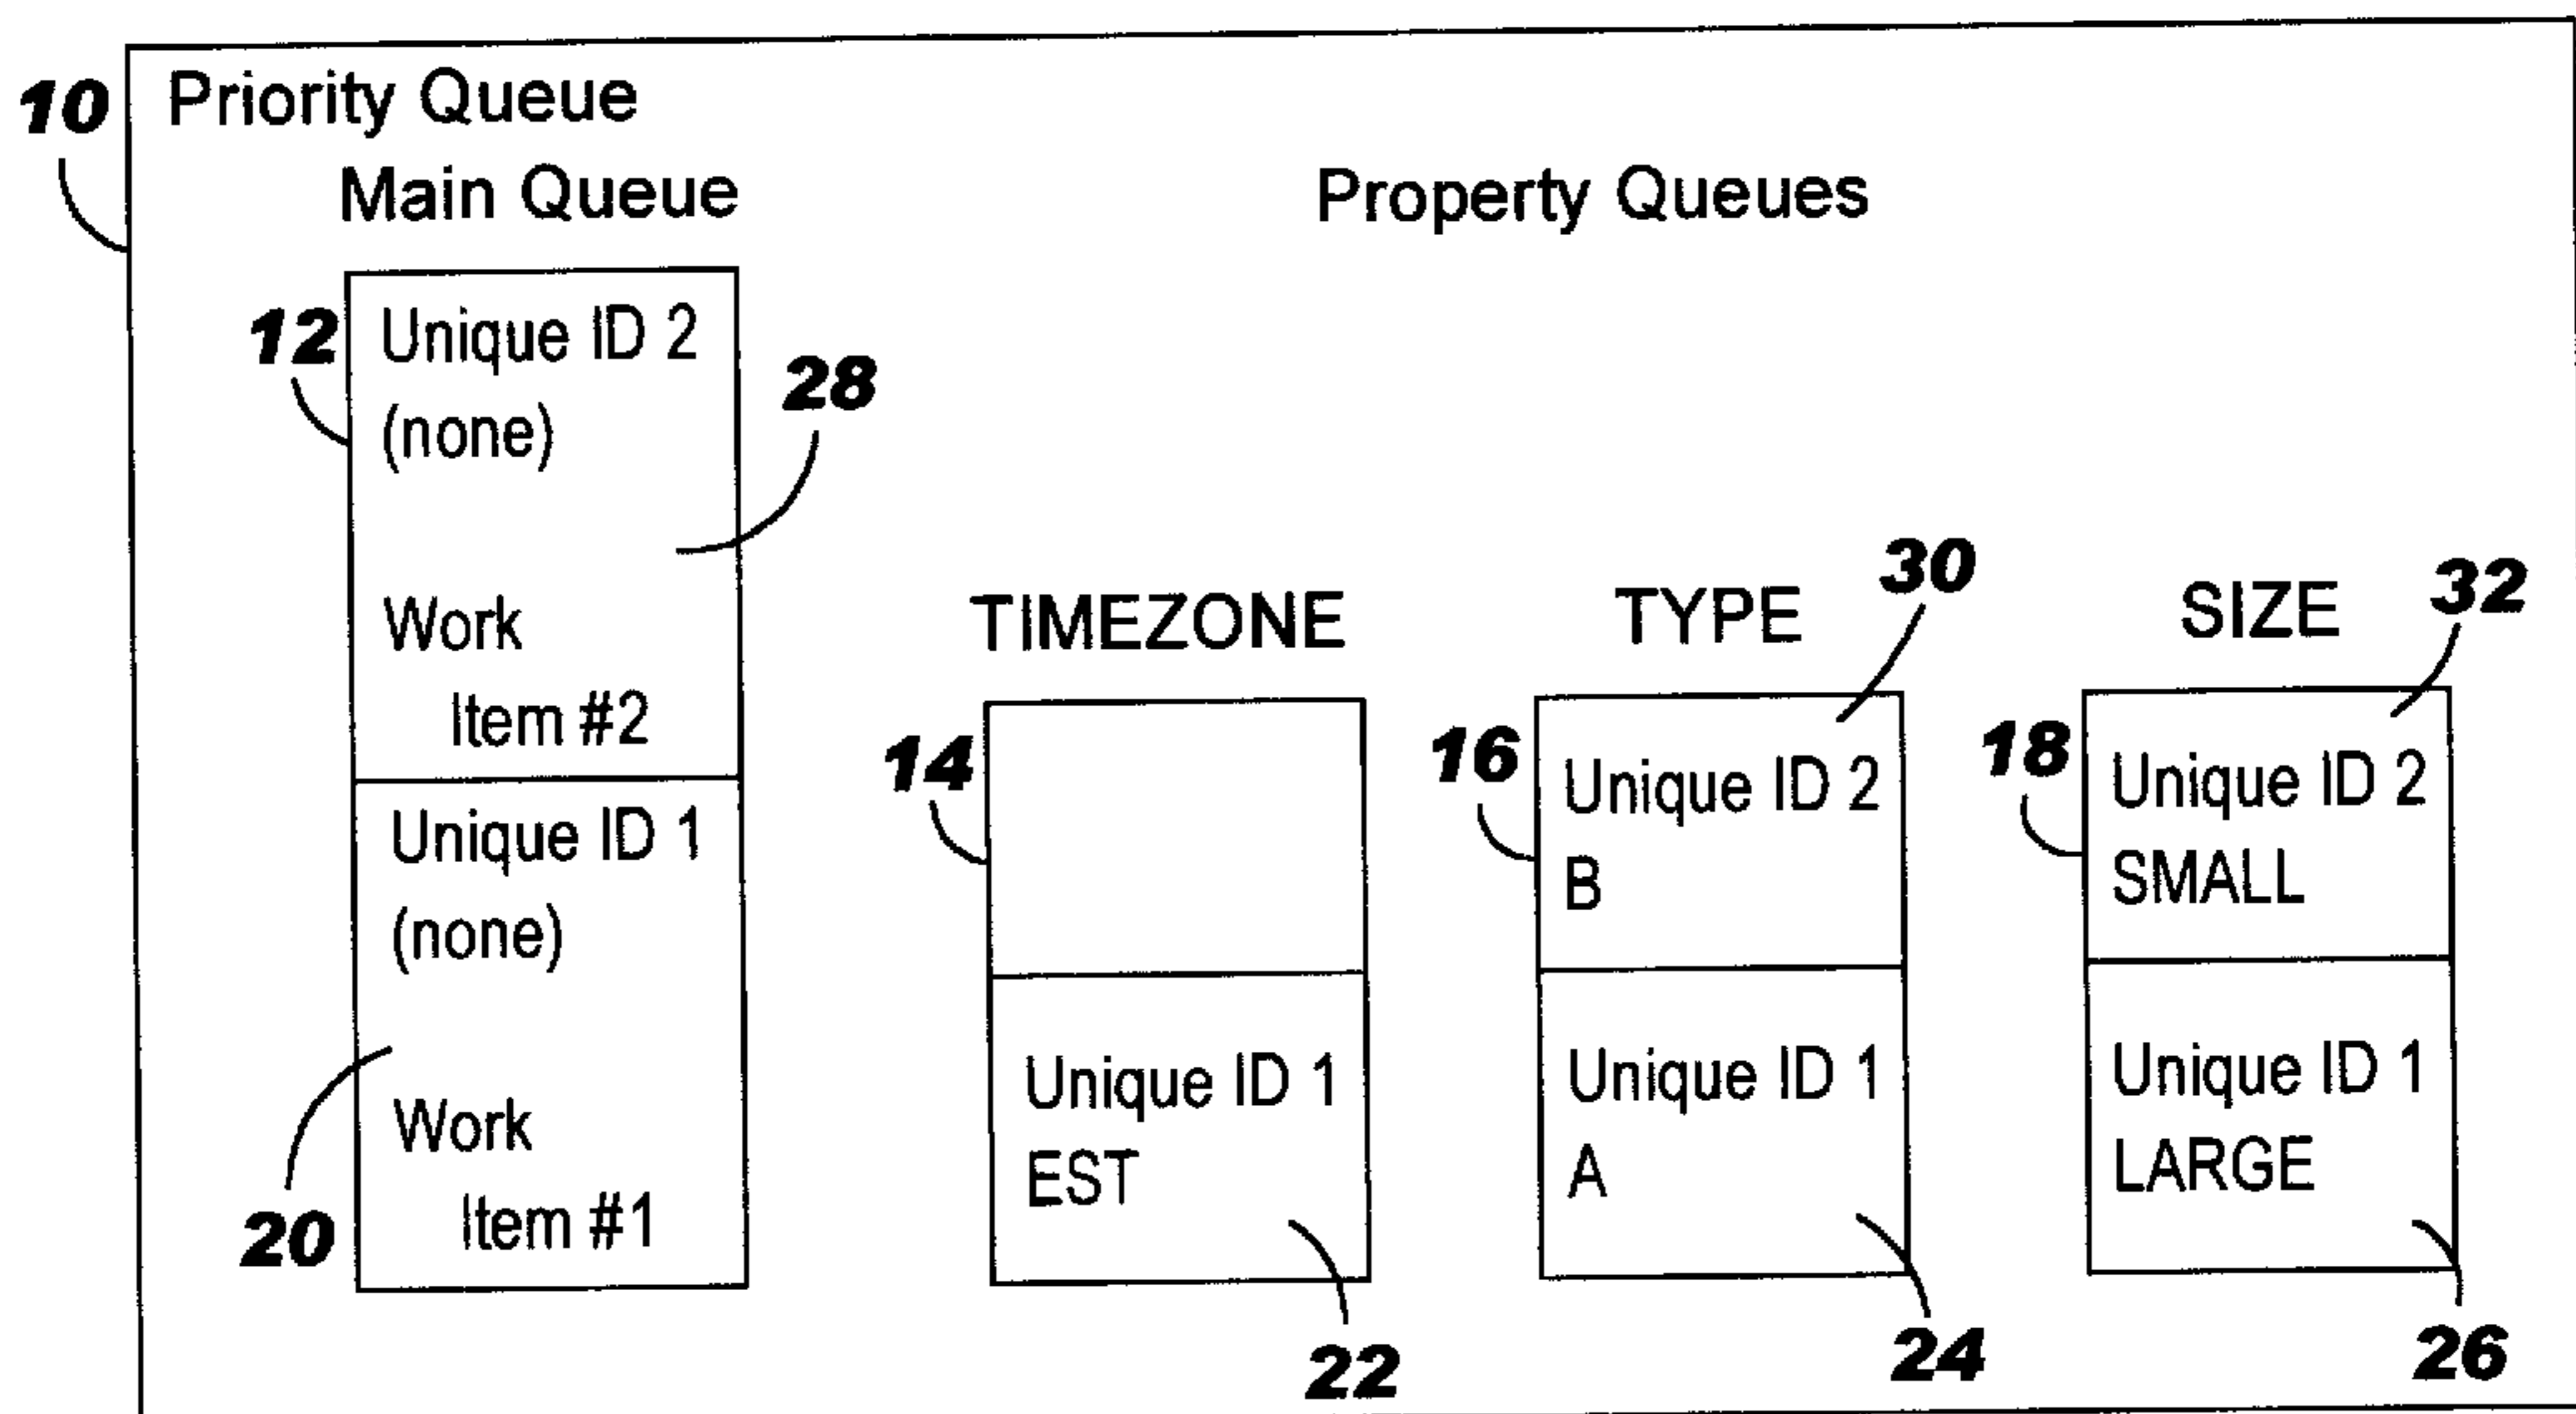 10
Priority Queue
Main Queue
Property Queues
12
Unique ID 2
(none)
28
Work
Item #2
Unique ID 1
(none)
20
Work
Item #1
TIMEZONE
14
Unique ID 1
EST
22
TYPE
30
16
Unique ID 2
B
Unique ID 1
A
24
SIZE
32
18
Unique ID 2
SMALL
Unique ID 1
LARGE
26